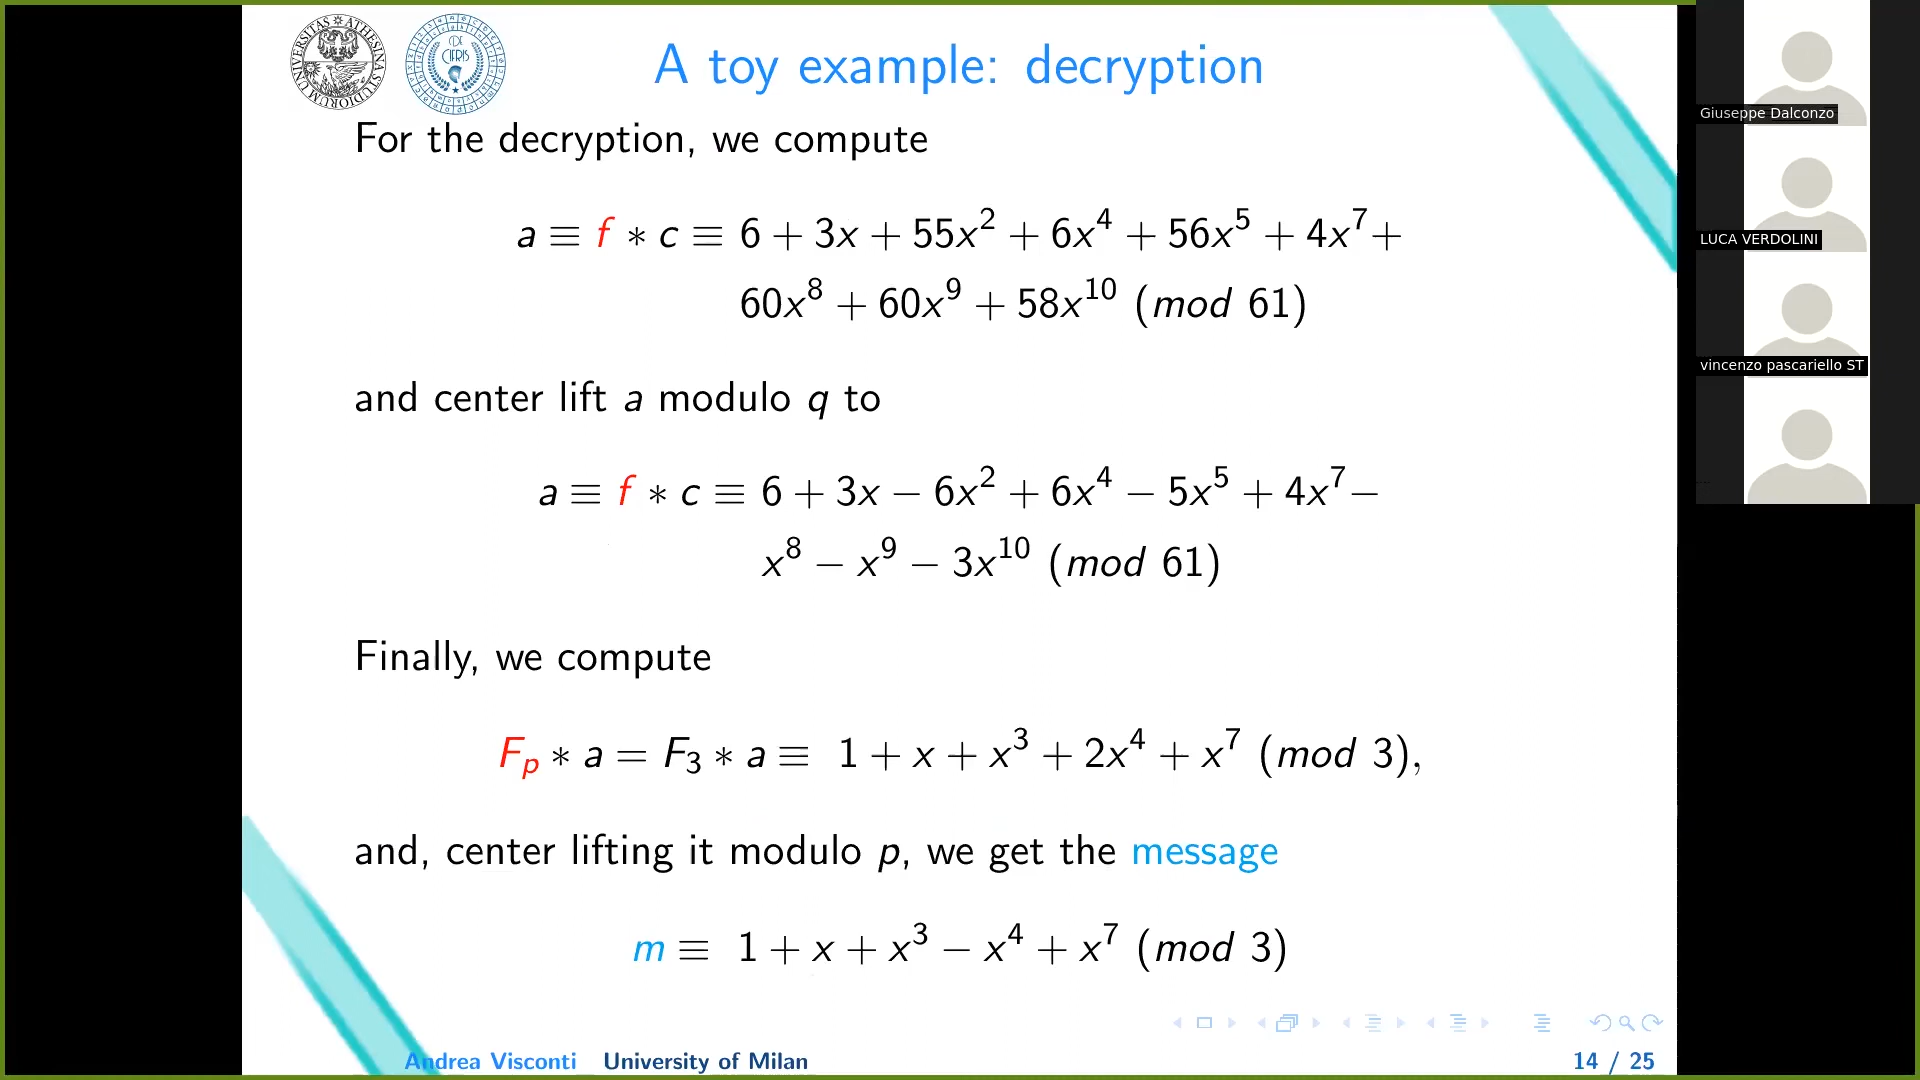 A toy example: decryption
For the decryption, we compute
a ≡ f ∗ c ≡ 6 + 3x + 55x² + 6x⁴ + 56x⁵ + 4x⁷+
60x⁸ + 60x⁹ + 58x¹⁰ (mod 61)
and center lift a modulo q to
a ≡ f ∗ c ≡ 6 + 3x − 6x² + 6x⁴ − 5x⁵ + 4x⁷−
x⁸ − x⁹ − 3x¹⁰ (mod 61)
Finally, we compute
Fₚ ∗ a = F₃ ∗ a ≡ 1 + x + x³ + 2x⁴ + x⁷ (mod 3),
and, center lifting it modulo p, we get the message
m ≡ 1 + x + x³ − x⁴ + x⁷ (mod 3)
Andrea Visconti University of Milan
14 / 25
Giuseppe Dalconzo
LUCA VERDOLINI
vincenzo pascariello ST
DE
CIFRIS